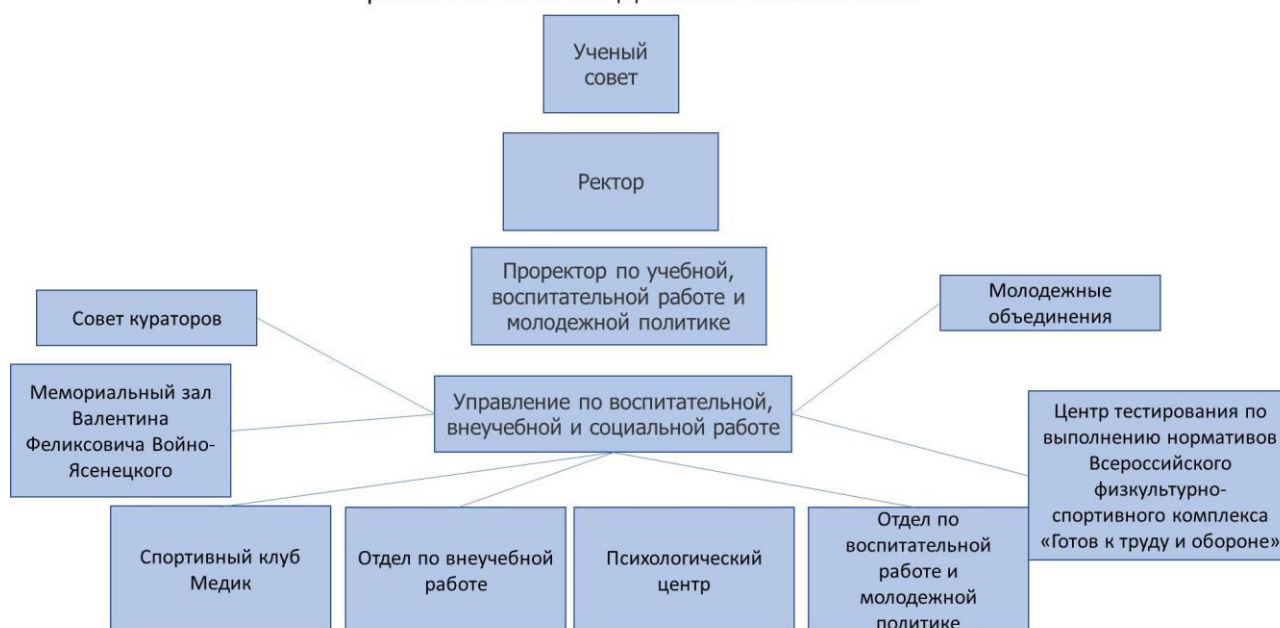 Ученый
совет
Ректор
Проректор по учебной,
воспитательной работе и
молодежной политике
Совет кураторов
Молодежные
объединения
Мемориальный зал
Валентина
Феликсовича Войно-
Ясенецкого
Управление по воспитательной,
внеучебной и социальной работе
Центр тестирования по
выполнению нормативов
Всероссийского
физкультурно-
спортивного комплекса
«Готов к труду и обороне»
Спортивный клуб
Медик
Отдел по внеучебной
работе
Психологический
центр
Отдел по
воспитательной
работе и
молодежной
политике